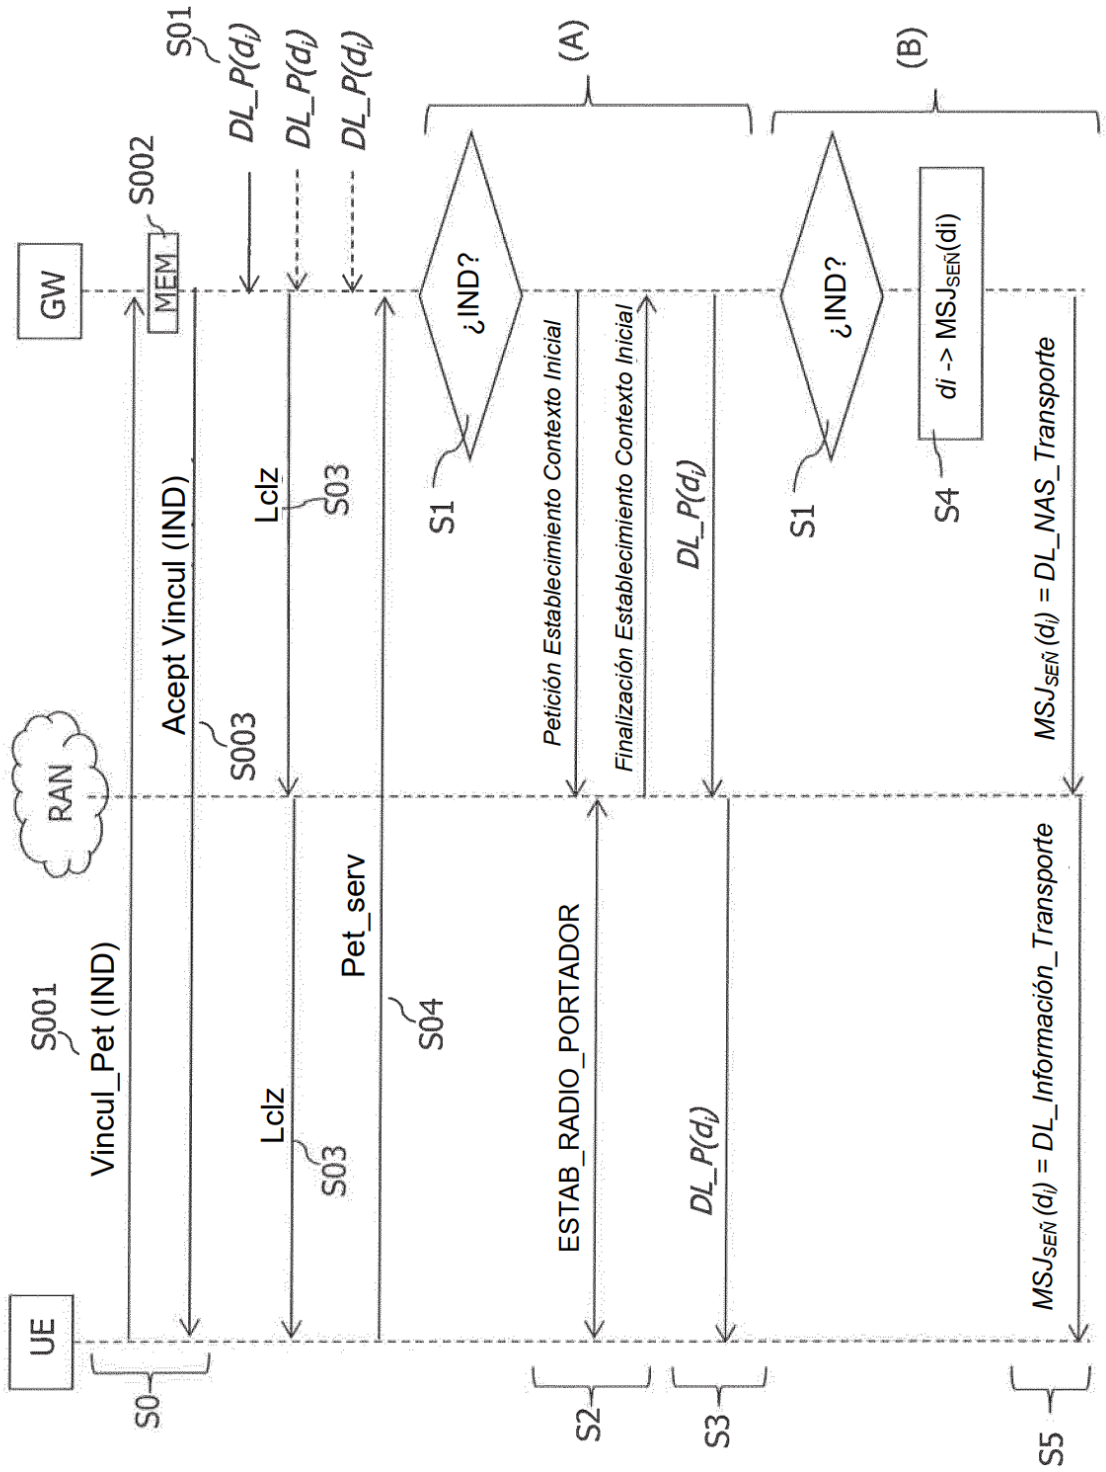 UE
RAN
GW
S0
S001
Vincul_Pet (IND)
MEM
S002
Acept Vincul (IND)
S003
S01
DL_P(di)
DL_P(di)
DL_P(di)
Lclz
S03
Lclz
S03
Pet_serv
S04
¿IND?
S1
(A)
S2
Petición Establecimiento Contexto Inicial
ESTAB_RADIO_PORTADOR
Finalización Establecimiento Contexto Inicial
S3
DL_P(di)
DL_P(di)
¿IND?
S1
(B)
di -> MSJSEÑ(di)
S4
S5
MSJSEÑ (di) = DL_Información_Transporte
MSJSEÑ (di) = DL_NAS_Transporte